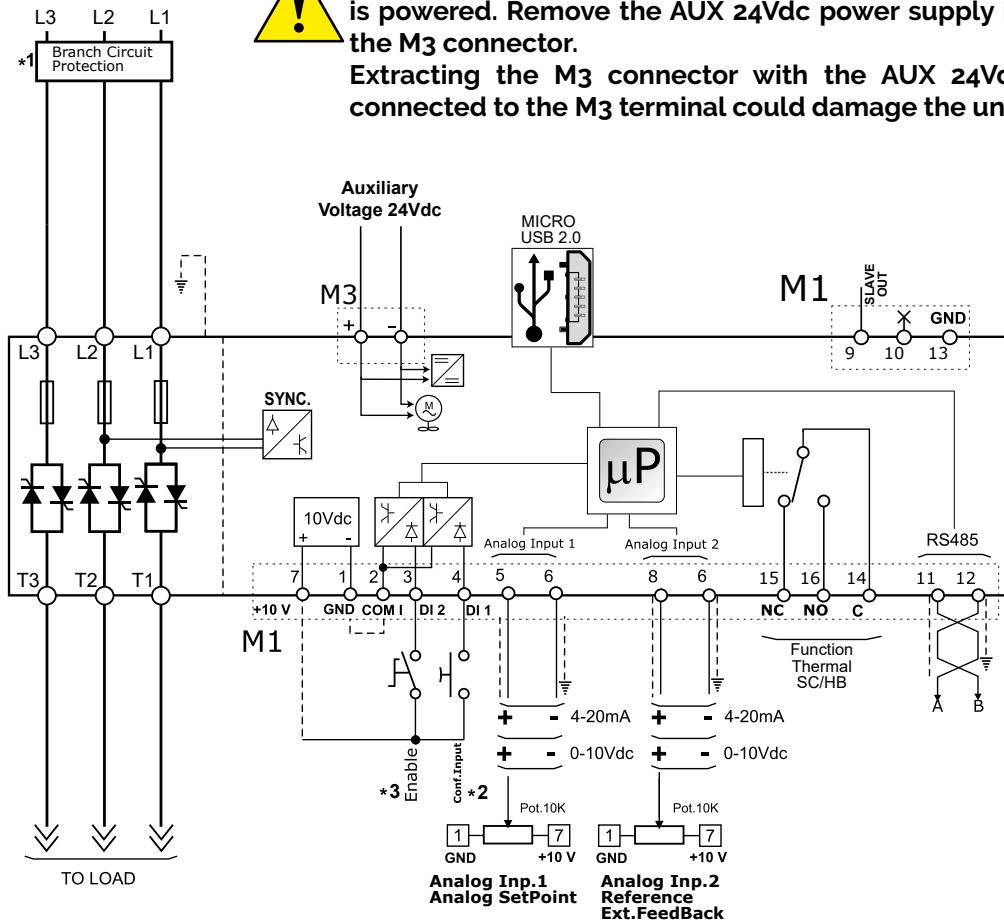 is powered. Remove the AUX 24Vdc power supply
the M3 connector.
Extracting the M3 connector with the AUX
connected to the M3 terminal could damage the
L3 L2 L1
*1 Branch Circuit
Protection
Auxiliary
Voltage 24Vdc
MICRO
USB 2.0
M3
+ -
M1
SLAVE
OUT
GND
9 10 13
L3 L2 L1
SYNC.
M
µP
10Vdc
+ -
Analog Input 1
Analog Input 2
RS485
T3 T2 T1
7 1 2 3 4 5 6 8 6 15 16 14 11 12
+10 V GND COM I DI 2 DI 1 NC NO C
M1
Function
Thermal
SC/HB
A B
+ - 4-20mA + - 4-20mA
+ - 0-10Vdc + - 0-10Vdc
*3 Enable
Conf.Input *2
Pot.10K Pot.10K
1 7 1 7
GND +10 V GND +10 V
TO LOAD
Analog Inp.1
Analog SetPoint
Analog Inp.2
Reference
Ext.FeedBack